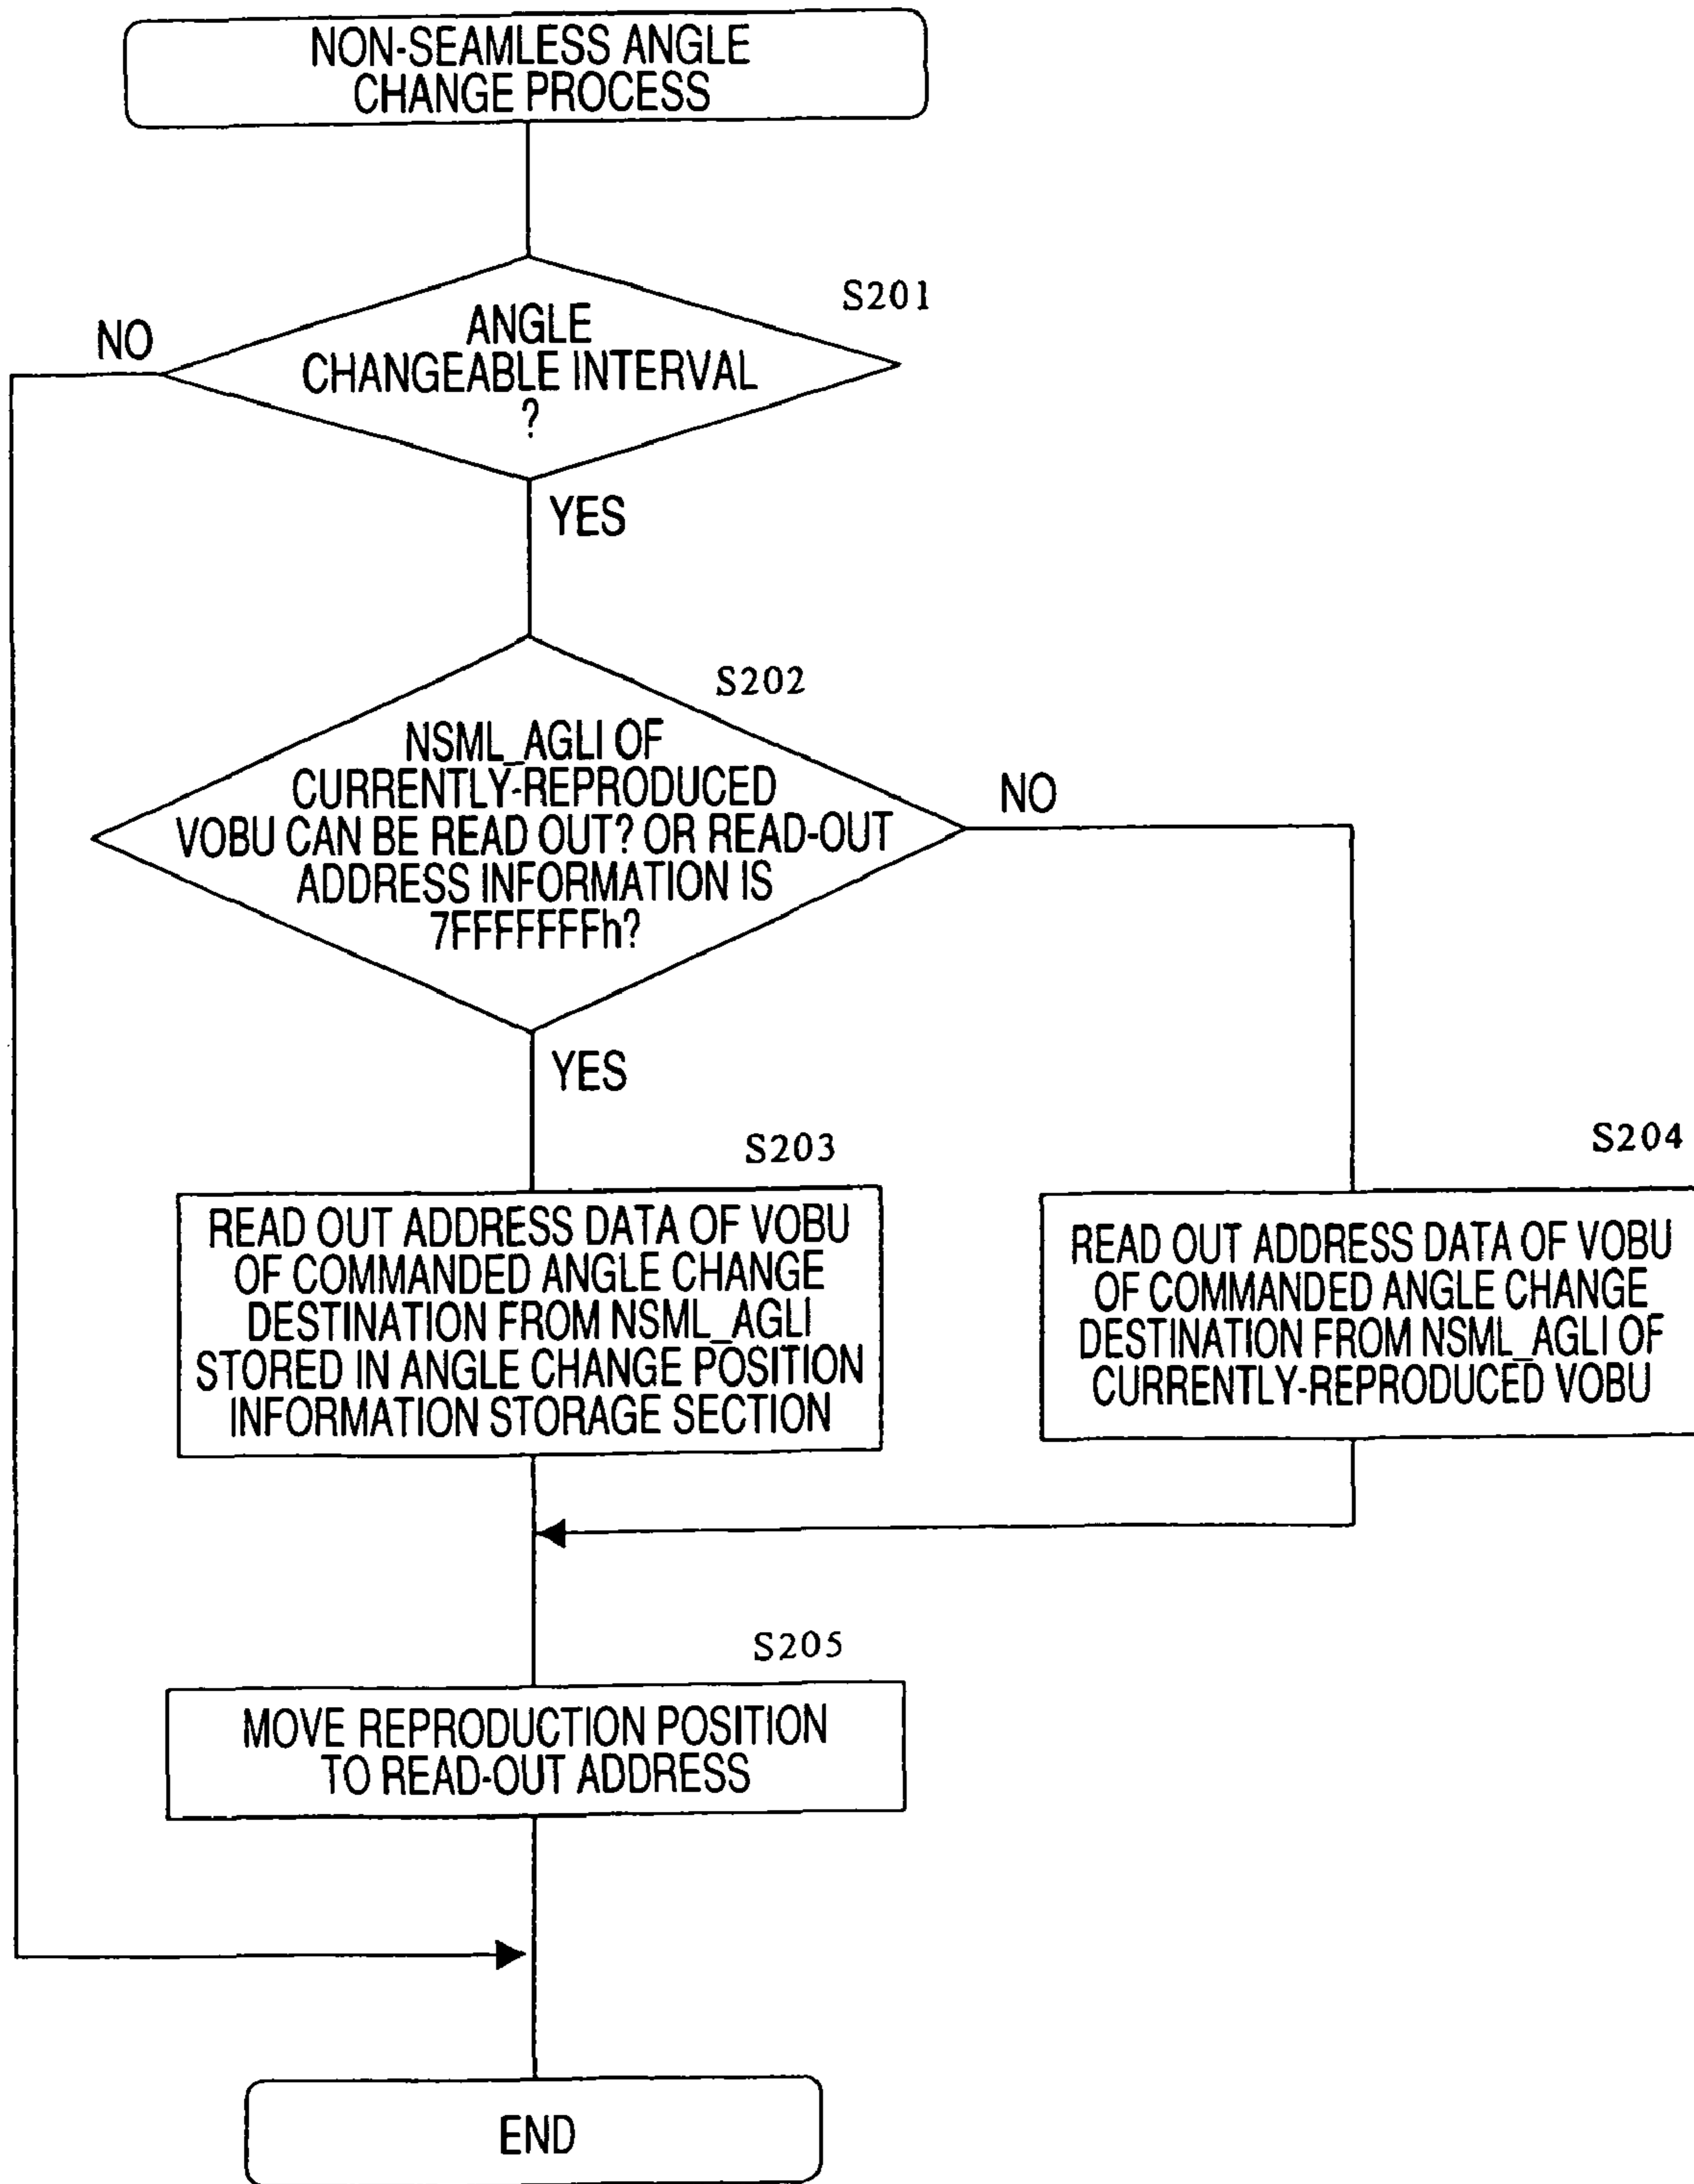 NON-SEAMLESS ANGLE
CHANGE PROCESS
S201
NO
ANGLE
CHANGEABLE INTERVAL
?
YES
S202
NSML_AGLI OF
CURRENTLY-REPRODUCED
VOBU CAN BE READ OUT? OR READ-OUT
ADDRESS INFORMATION IS
7FFFFFFFh?
NO
YES
S203
READ OUT ADDRESS DATA OF VOBU
OF COMMANDED ANGLE CHANGE
DESTINATION FROM NSML_AGLI
STORED IN ANGLE CHANGE POSITION
INFORMATION STORAGE SECTION
S204
READ OUT ADDRESS DATA OF VOBU
OF COMMANDED ANGLE CHANGE
DESTINATION FROM NSML_AGLI OF
CURRENTLY-REPRODUCED VOBU
S205
MOVE REPRODUCTION POSITION
TO READ-OUT ADDRESS
END